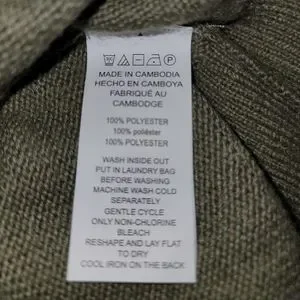 MADE IN CAMBODIA
HECHO EN CAMBOYA
FABRIQUÉ AU
CAMBODGE
100% POLYESTER
100% poliéster
100% POLYESTER
WASH INSIDE OUT
PUT IN LAUNDRY BAG
BEFORE WASHING
MACHINE WASH COLD
SEPARATELY
GENTLE CYCLE
ONLY NON-CHLORINE
BLEACH
RESHAPE AND LAY FLAT
TO DRY
COOL IRON ON THE BACK